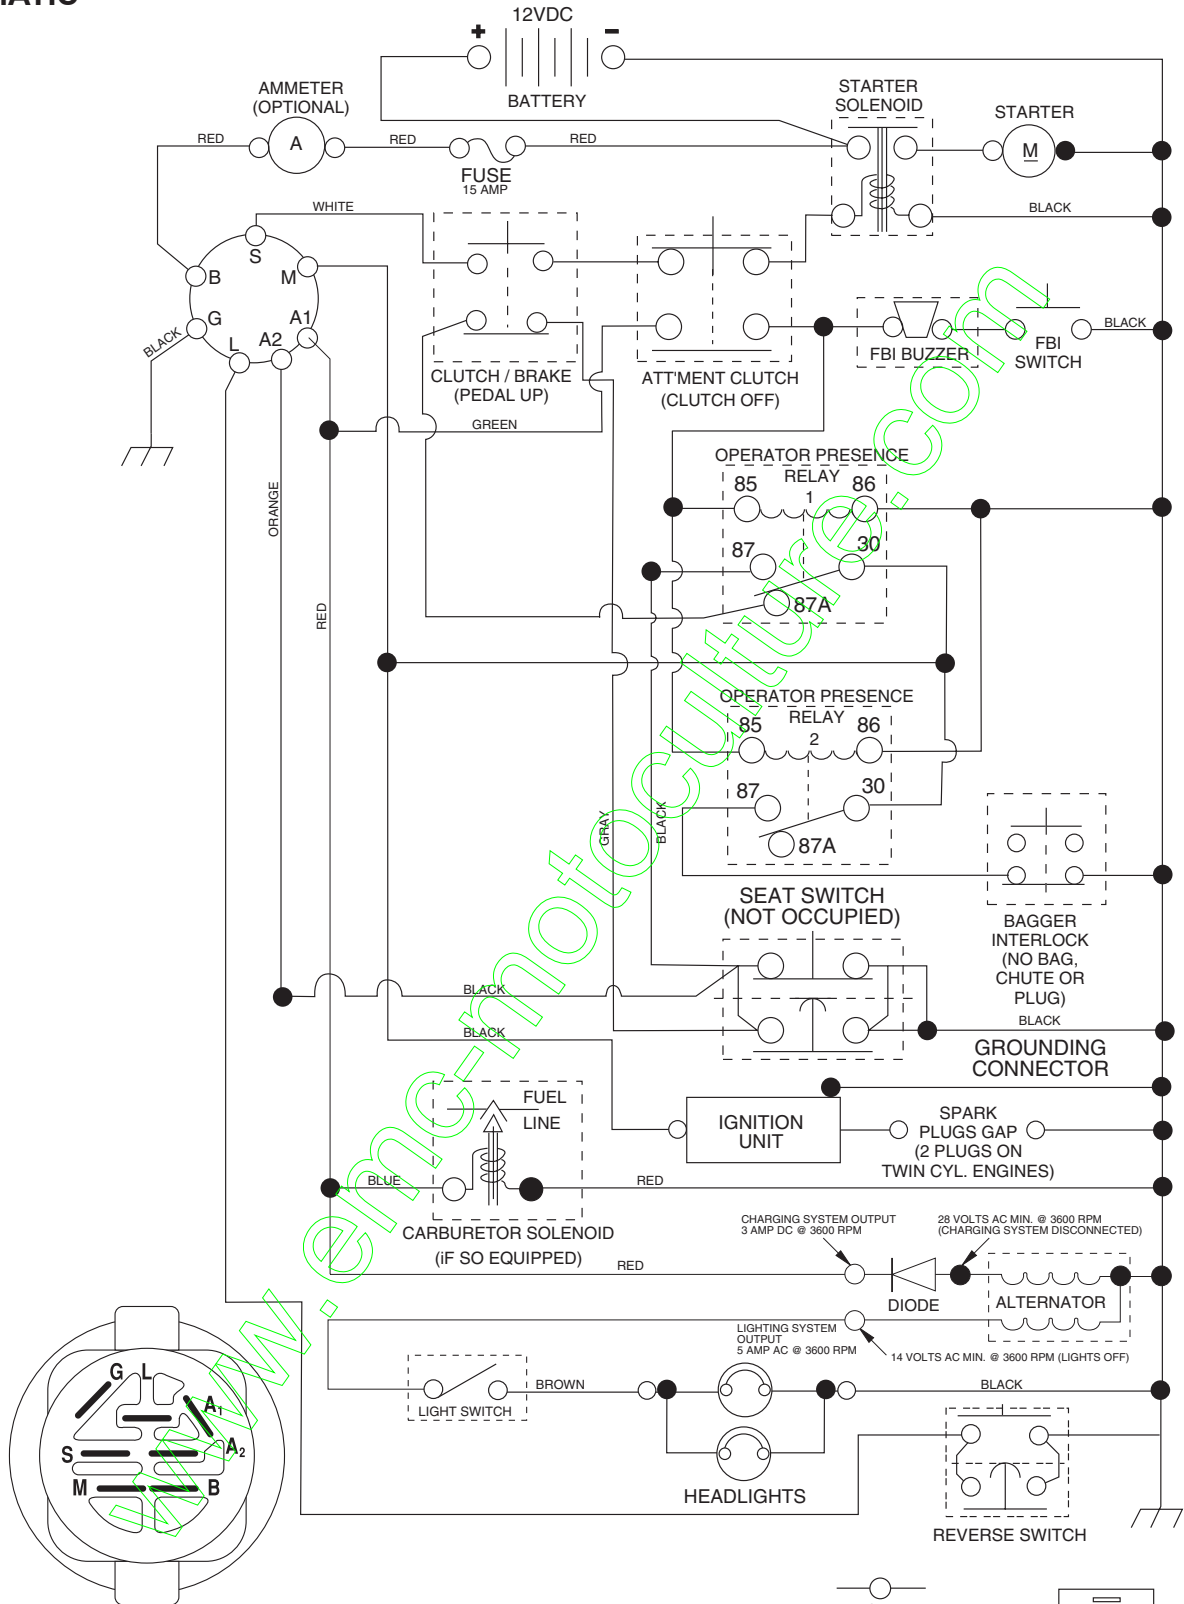 12VDC
+
−
BATTERY
AMMETER
(OPTIONAL)
A
RED
RED
FUSE
15 AMP
RED
STARTER
SOLENOID
STARTER
M
WHITE
BLACK
S
B
M
G
A1
A2
L
BLACK
CLUTCH / BRAKE
(PEDAL UP)
ATT'MENT CLUTCH
(CLUTCH OFF)
FBI BUZZER
FBI
SWITCH
BLACK
GREEN
ORANGE
RED
OPERATOR PRESENCE
RELAY
1
85
86
87
30
87A
OPERATOR PRESENCE
RELAY
2
85
86
87
30
87A
GRAY
BLACK
SEAT SWITCH
(NOT OCCUPIED)
BAGGER
INTERLOCK
(NO BAG,
CHUTE OR
PLUG)
BLACK
BLACK
BLACK
GROUNDING
CONNECTOR
FUEL
LINE
IGNITION
UNIT
SPARK
PLUGS GAP
(2 PLUGS ON
TWIN CYL. ENGINES)
BLUE
RED
CARBURETOR SOLENOID
(iF SO EQUIPPED)
CHARGING SYSTEM OUTPUT
3 AMP DC @ 3600 RPM
28 VOLTS AC MIN. @ 3600 RPM
(CHARGING SYSTEM DISCONNECTED)
RED
DIODE
ALTERNATOR
LIGHTING SYSTEM
OUTPUT
5 AMP AC @ 3600 RPM
14 VOLTS AC MIN. @ 3600 RPM (LIGHTS OFF)
LIGHT SWITCH
BROWN
BLACK
HEADLIGHTS
REVERSE SWITCH
G L
A1
S
A2
M
B
www.emc-motoculture.com